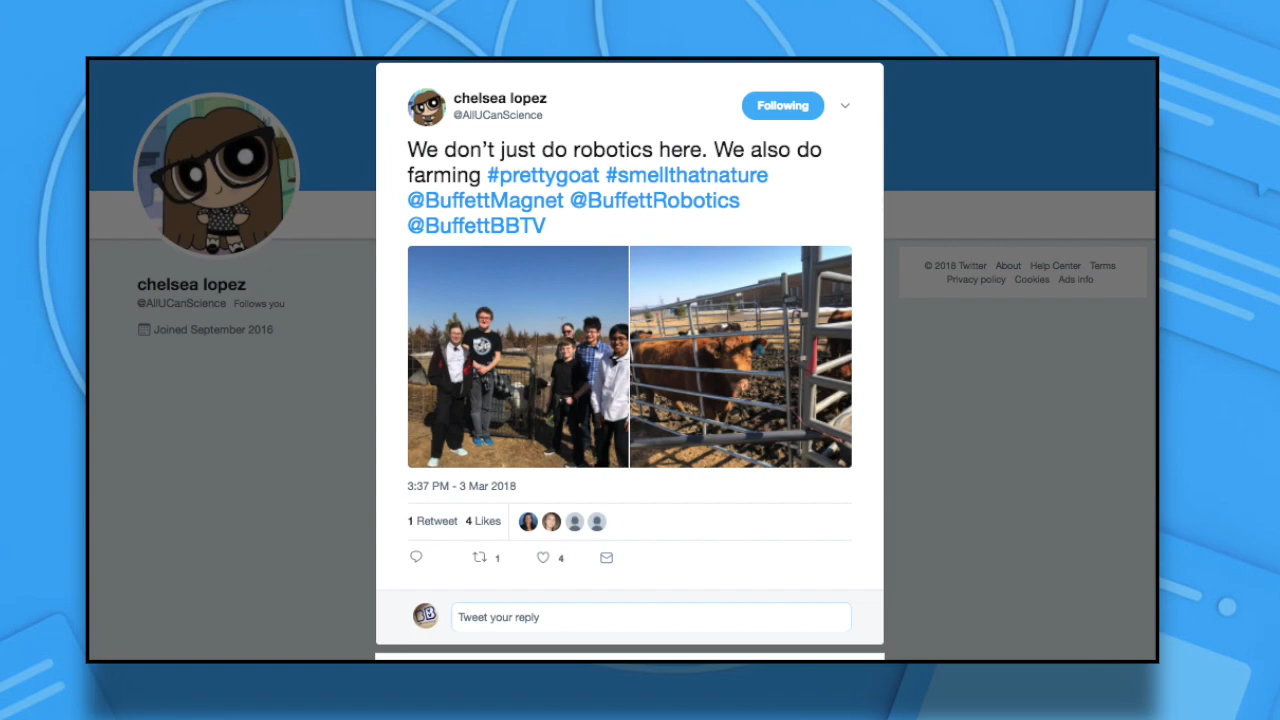 chelsea lopez
@AllUCanScience
Following
We don't just do robotics here. We also do
farming #prettygoat #smellthatnature
@BuffettMagnet @BuffettRobotics
@BuffettBBTV
3:37 PM - 3 Mar 2018
1 Retweet 4 Likes
1 4
Tweet your reply
chelsea lopez
@AllUCanScience Follows you
Joined September 2016
© 2018 Twitter About Help Center Terms
Privacy policy Cookies Ads info